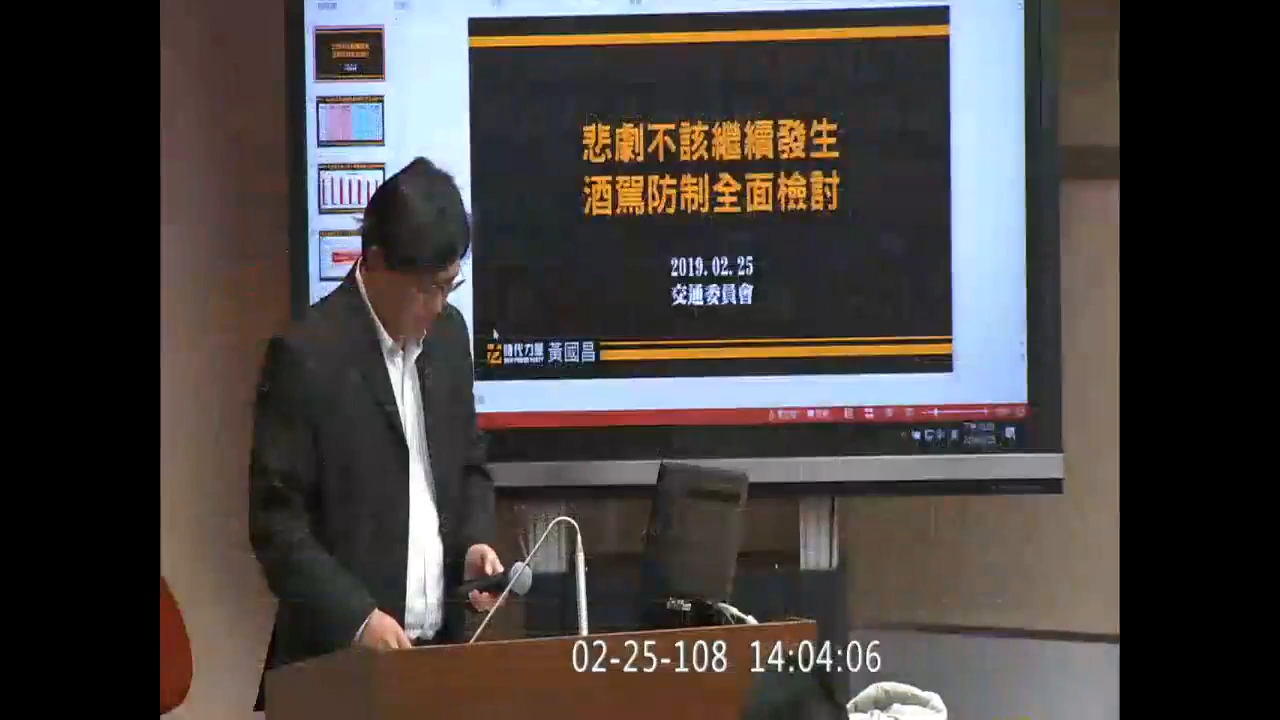 悲劇不該繼續發生
酒駕防制全面檢討
2019.02.25
交通委員會
時代力量 黃國昌
02-25-108 14:04:06